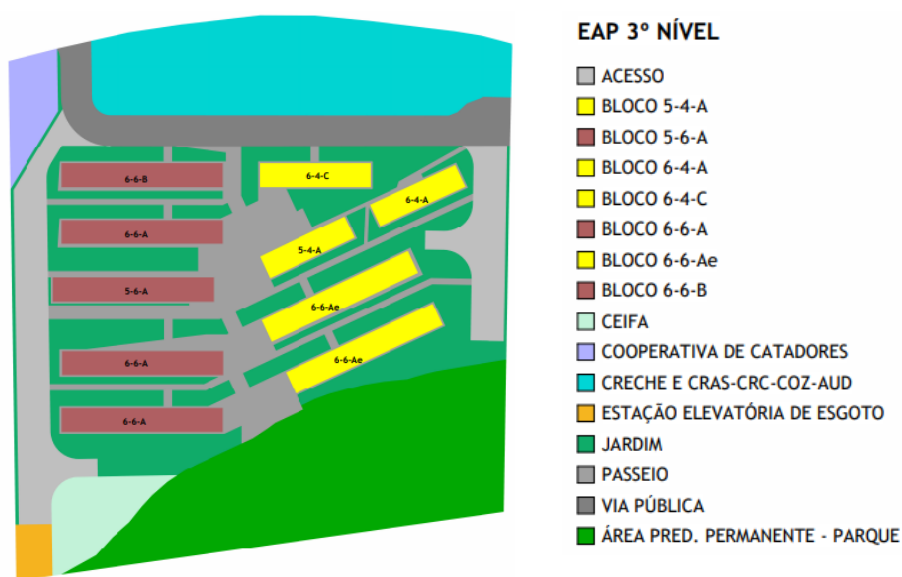 EAP 3º NÍVEL
ACESSO
BLOCO 5-4-A
BLOCO 5-6-A
BLOCO 6-4-A
BLOCO 6-4-C
BLOCO 6-6-A
BLOCO 6-6-Ae
BLOCO 6-6-B
CEIFA
COOPERATIVA DE CATADORES
CRECHE E CRAS-CRC-COZ-AUD
ESTAÇÃO ELEVATÓRIA DE ESGOTO
JARDIM
PASSEIO
VIA PÚBLICA
ÁREA PRED. PERMANENTE - PARQUE
6-6-B
6-4-C
6-4-A
6-6-A
5-4-A
5-6-A
6-6-Ae
6-6-A
6-6-Ae
6-6-A